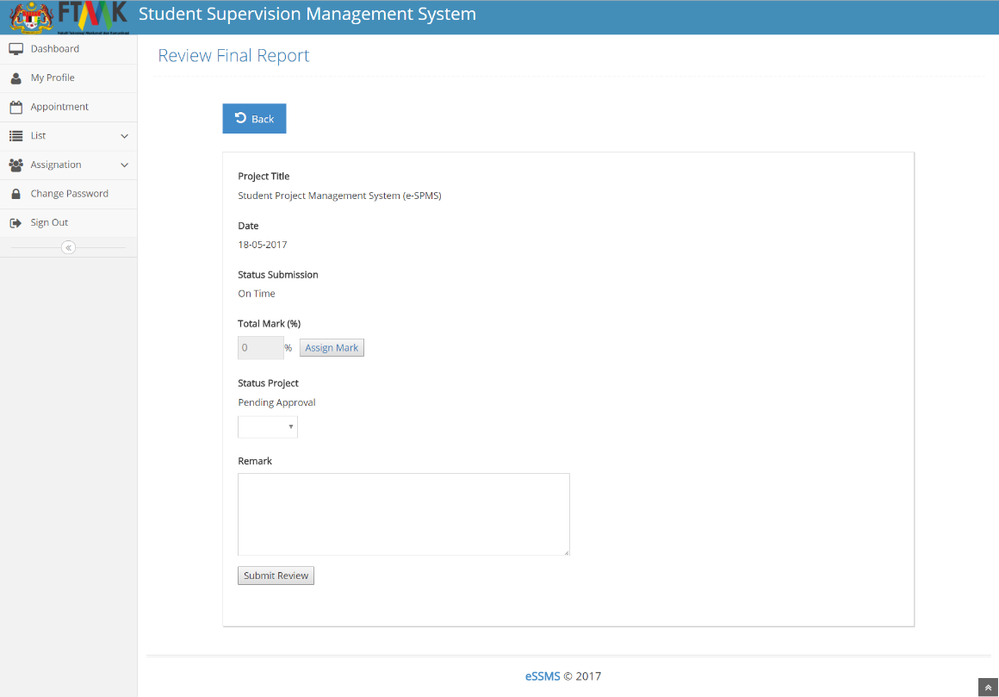 FTMK
Student Supervision Management System
Dashboard
My Profile
Appointment
List
Assignation
Change Password
Sign Out
Review Final Report
Back
Project Title
Student Project Management System (e-SPMS)
Date
18-05-2017
Status Submission
On Time
Total Mark (%)
0 % Assign Mark
Status Project
Pending Approval
Remark
Submit Review
eSSMS © 2017